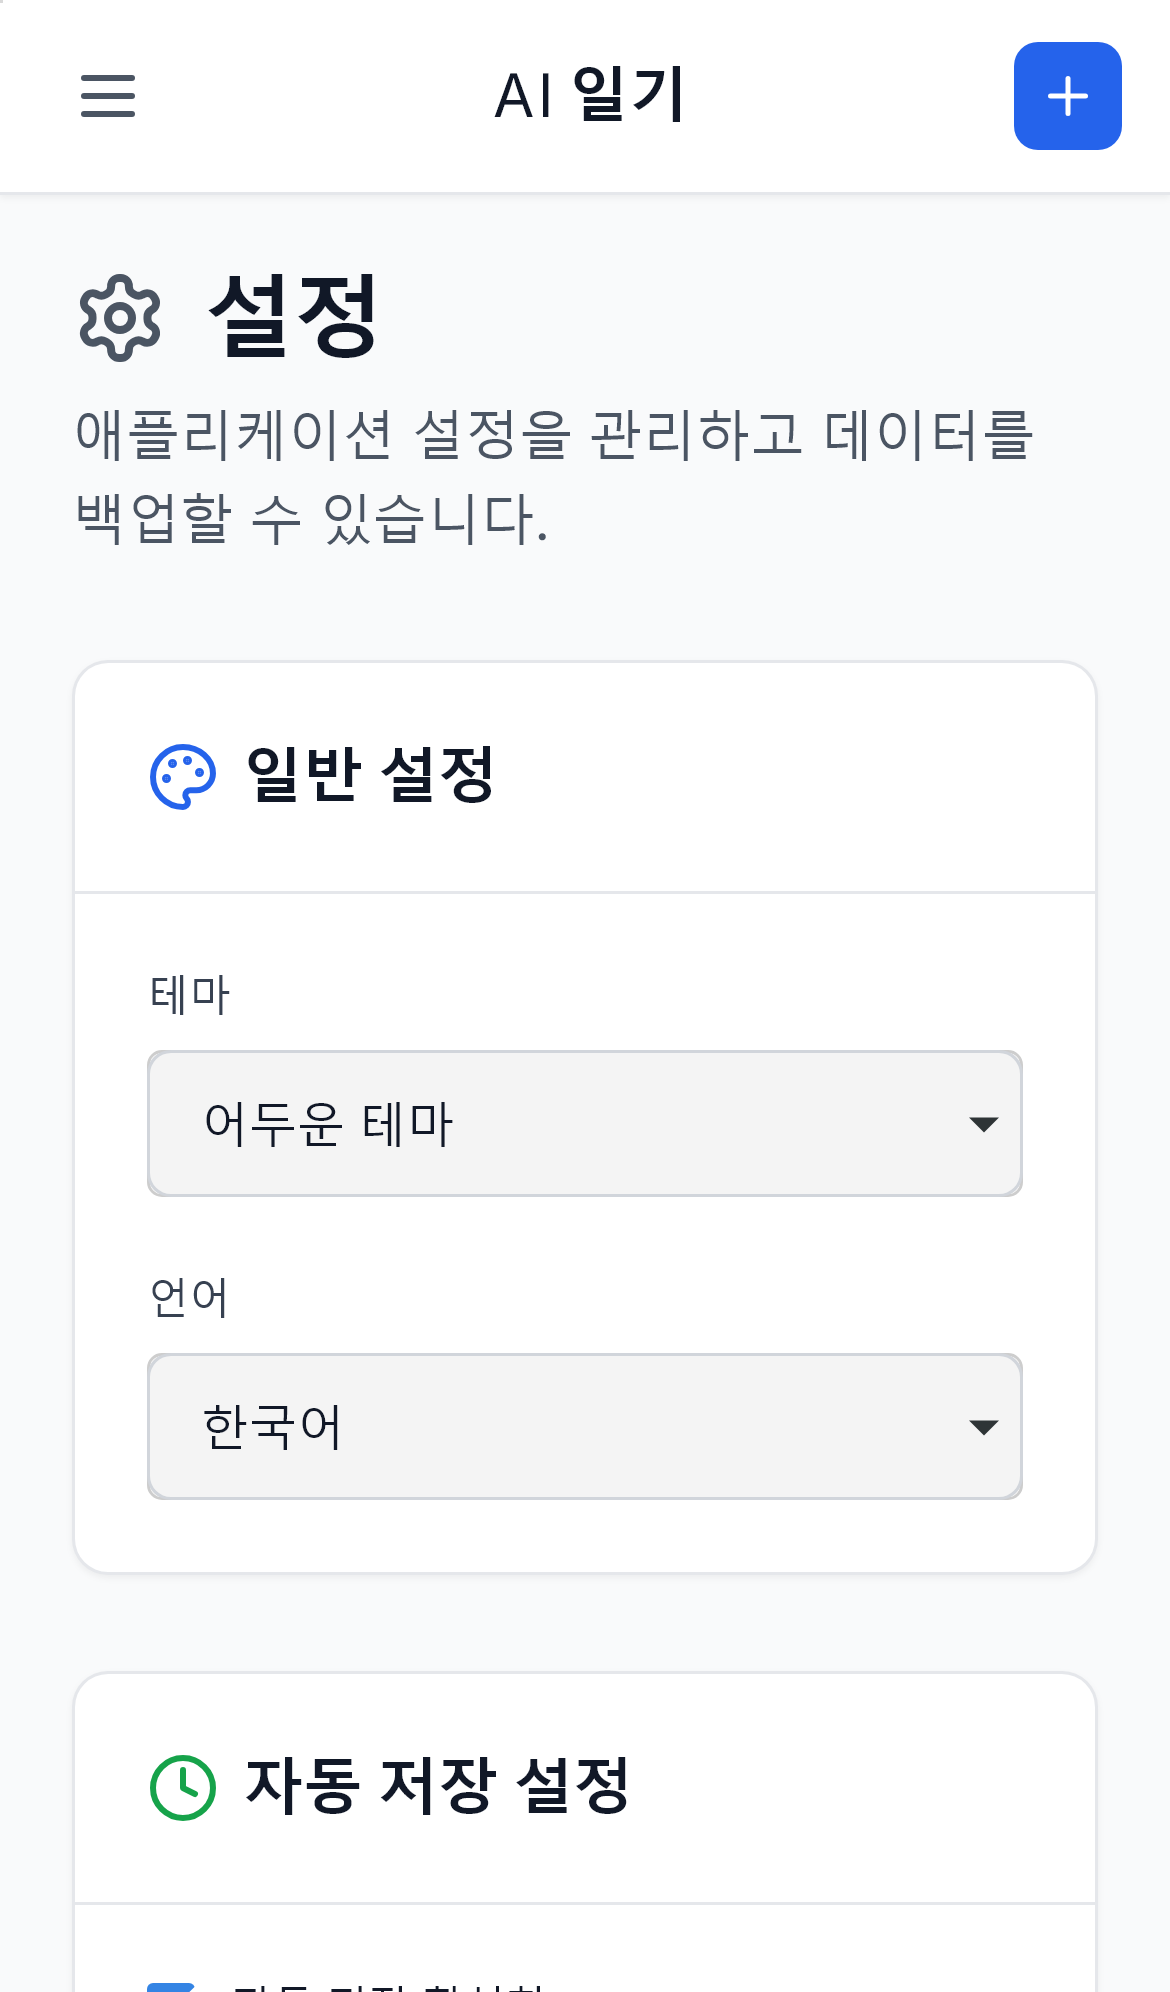 AI 일기
설정
애플리케이션 설정을 관리하고 데이터를
백업할 수 있습니다.
일반 설정
테마
어두운 테마
언어
한국어
자동 저장 설정